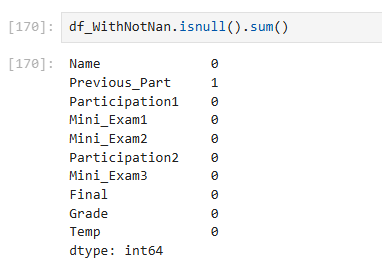 [170]: df_WithNotNan.isnull().sum()
[170]: Name 0
Previous_Part 1
Participation1 0
Mini_Exam1 0
Mini_Exam2 0
Participation2 0
Mini_Exam3 0
Final 0
Grade 0
Temp 0
dtype: int64